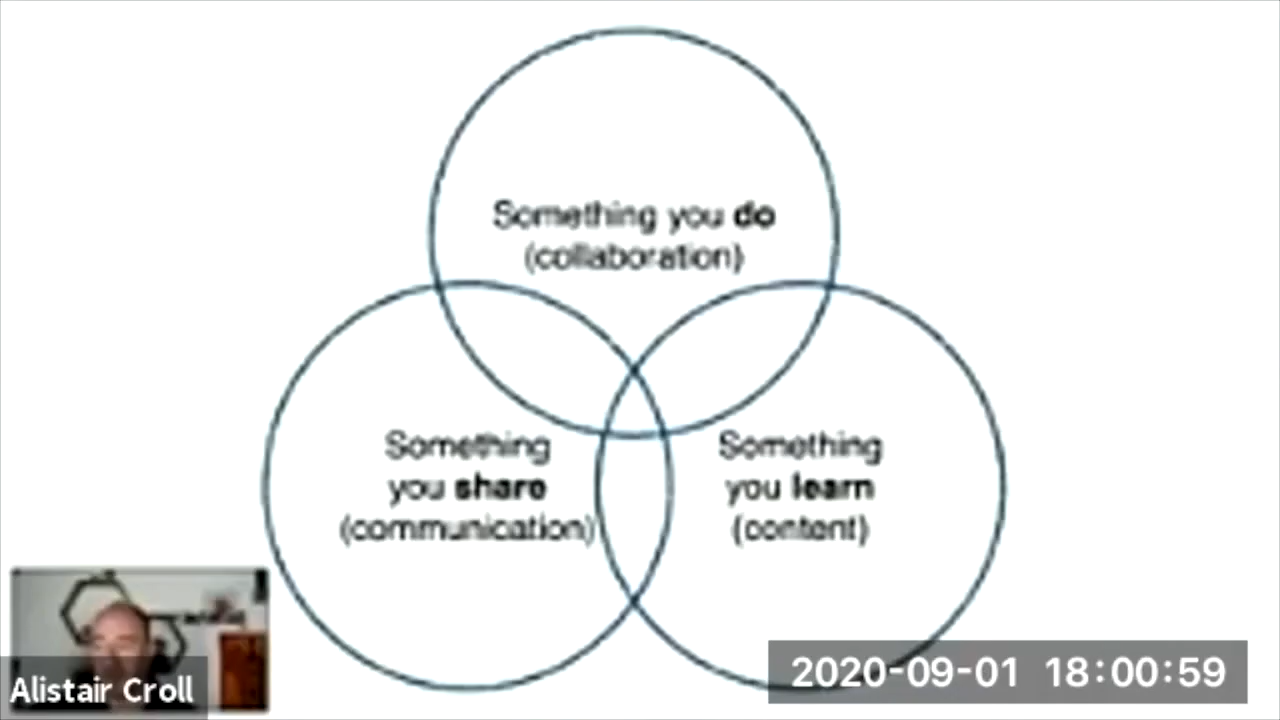 Something you do
(collaboration)
Something
you share
(communication)
Something
you learn
(content)
Alistair Croll
2020-09-01 18:00:59